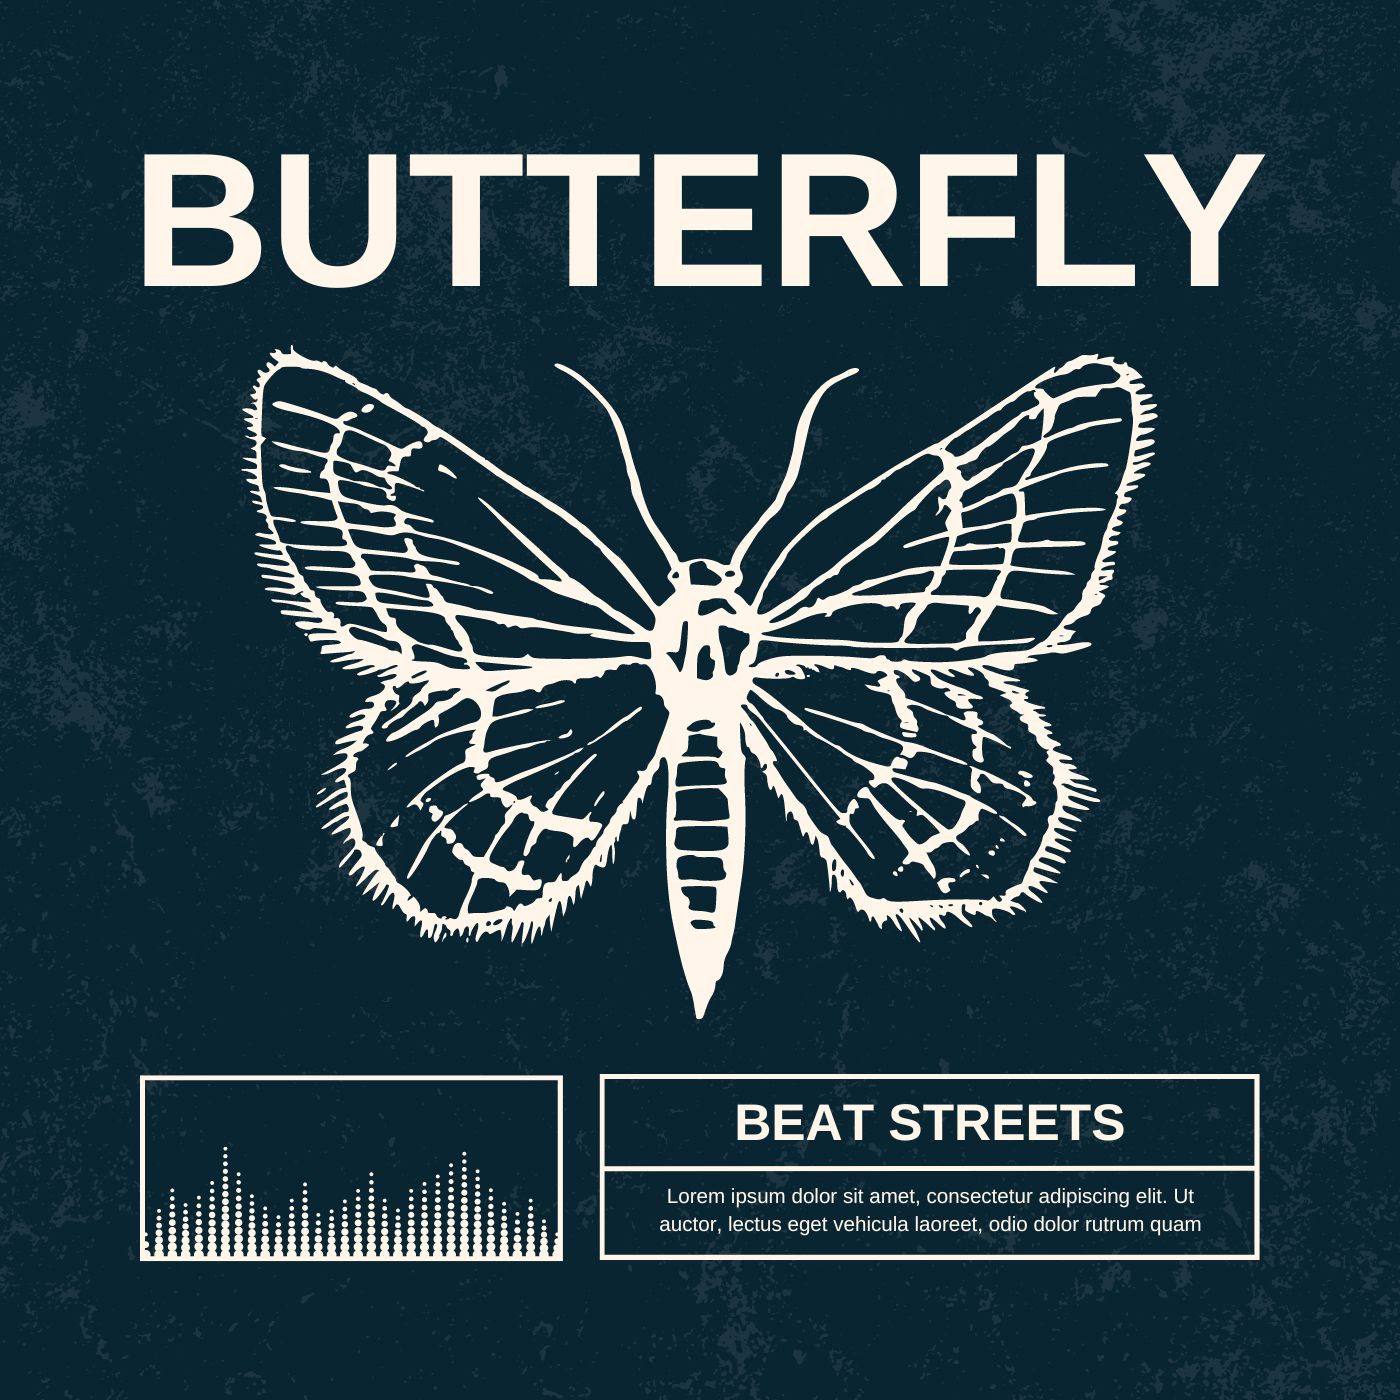 BUTTERFLY
BEAT STREETS
Lorem ipsum dolor sit amet, consectetur adipiscing elit. Ut
auctor, lectus eget vehicula laoreet, odio dolor rutrum quam